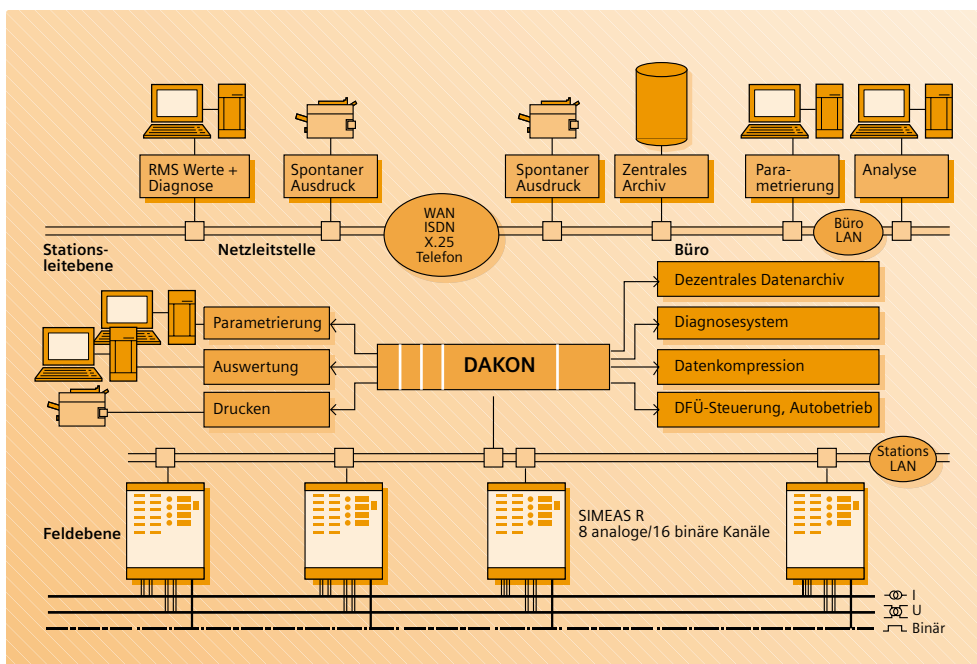 RMS Werte +
Diagnose
Spontaner
Ausdruck
Spontaner
Ausdruck
Zentrales
Archiv
Para-
metrierung
Analyse
WAN
ISDN
X.25
Telefon
Büro
LAN
Stations-
leitebene
Netzleitstelle
Büro
Parametrierung
Auswertung
Drucken
DAKON
Dezentrales Datenarchiv
Diagnosesystem
Datenkompression
DFÜ-Steuerung, Autobetrieb
Stations
LAN
Feldebene
SIMEAS R
8 analoge/16 binäre Kanäle
I
U
Binär